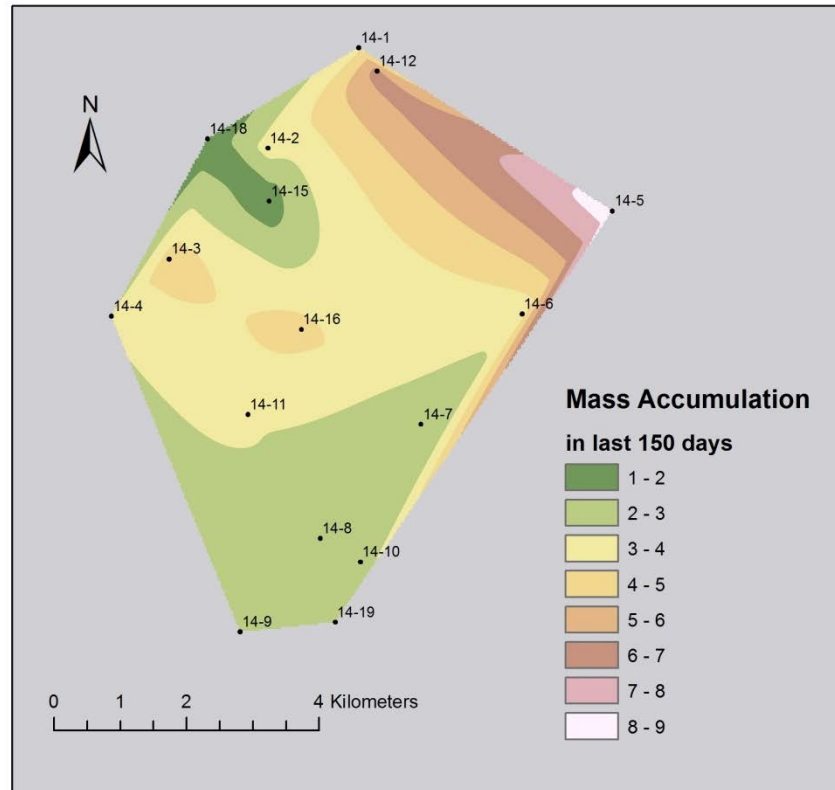 14-1
14-12
N
14-18
14-2
14-15
14-5
14-3
14-4
14-6
14-16
14-11
14-7
Mass Accumulation
in last 150 days
1 - 2
2 - 3
3 - 4
4 - 5
5 - 6
6 - 7
7 - 8
8 - 9
14-8
14-10
14-19
14-9
0 1 2 4 Kilometers